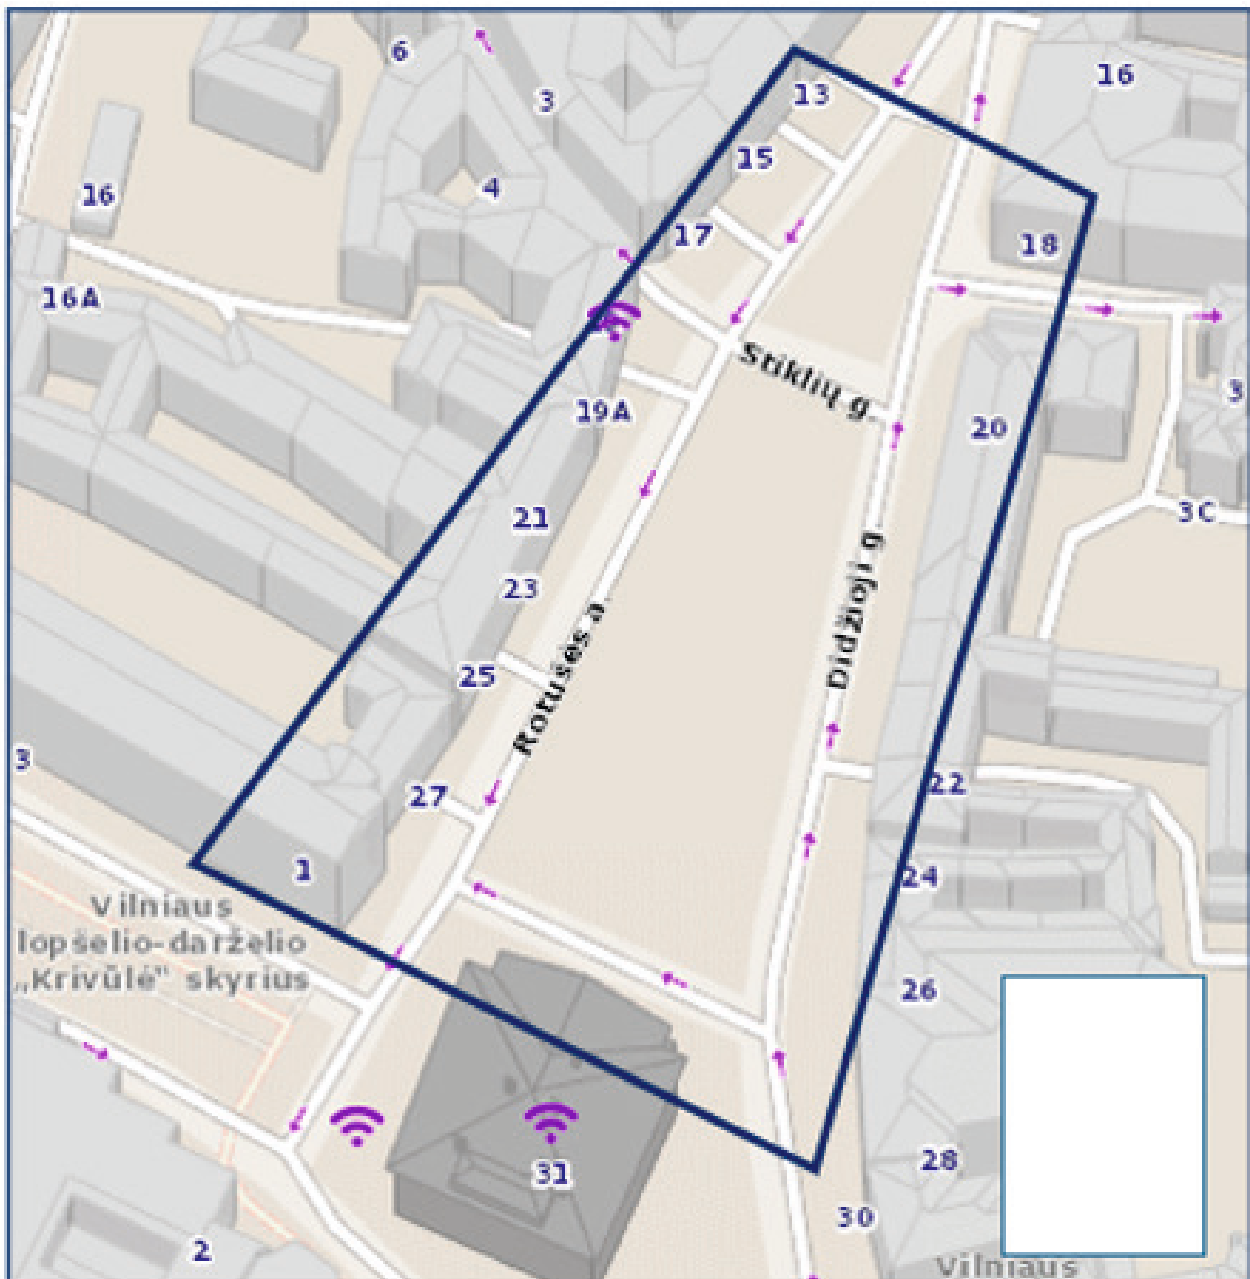 6
16
3
13
15
4
16
17
18
16A
Stiklių g.
3
19A
20
21
3C
23
Didžioji g.
Rotušės a.
25
3
22
27
1
24
Vilniaus
lopšelio-darželio
„Krivūlė" skyrius
26
28
31
30
2
Vilniaus